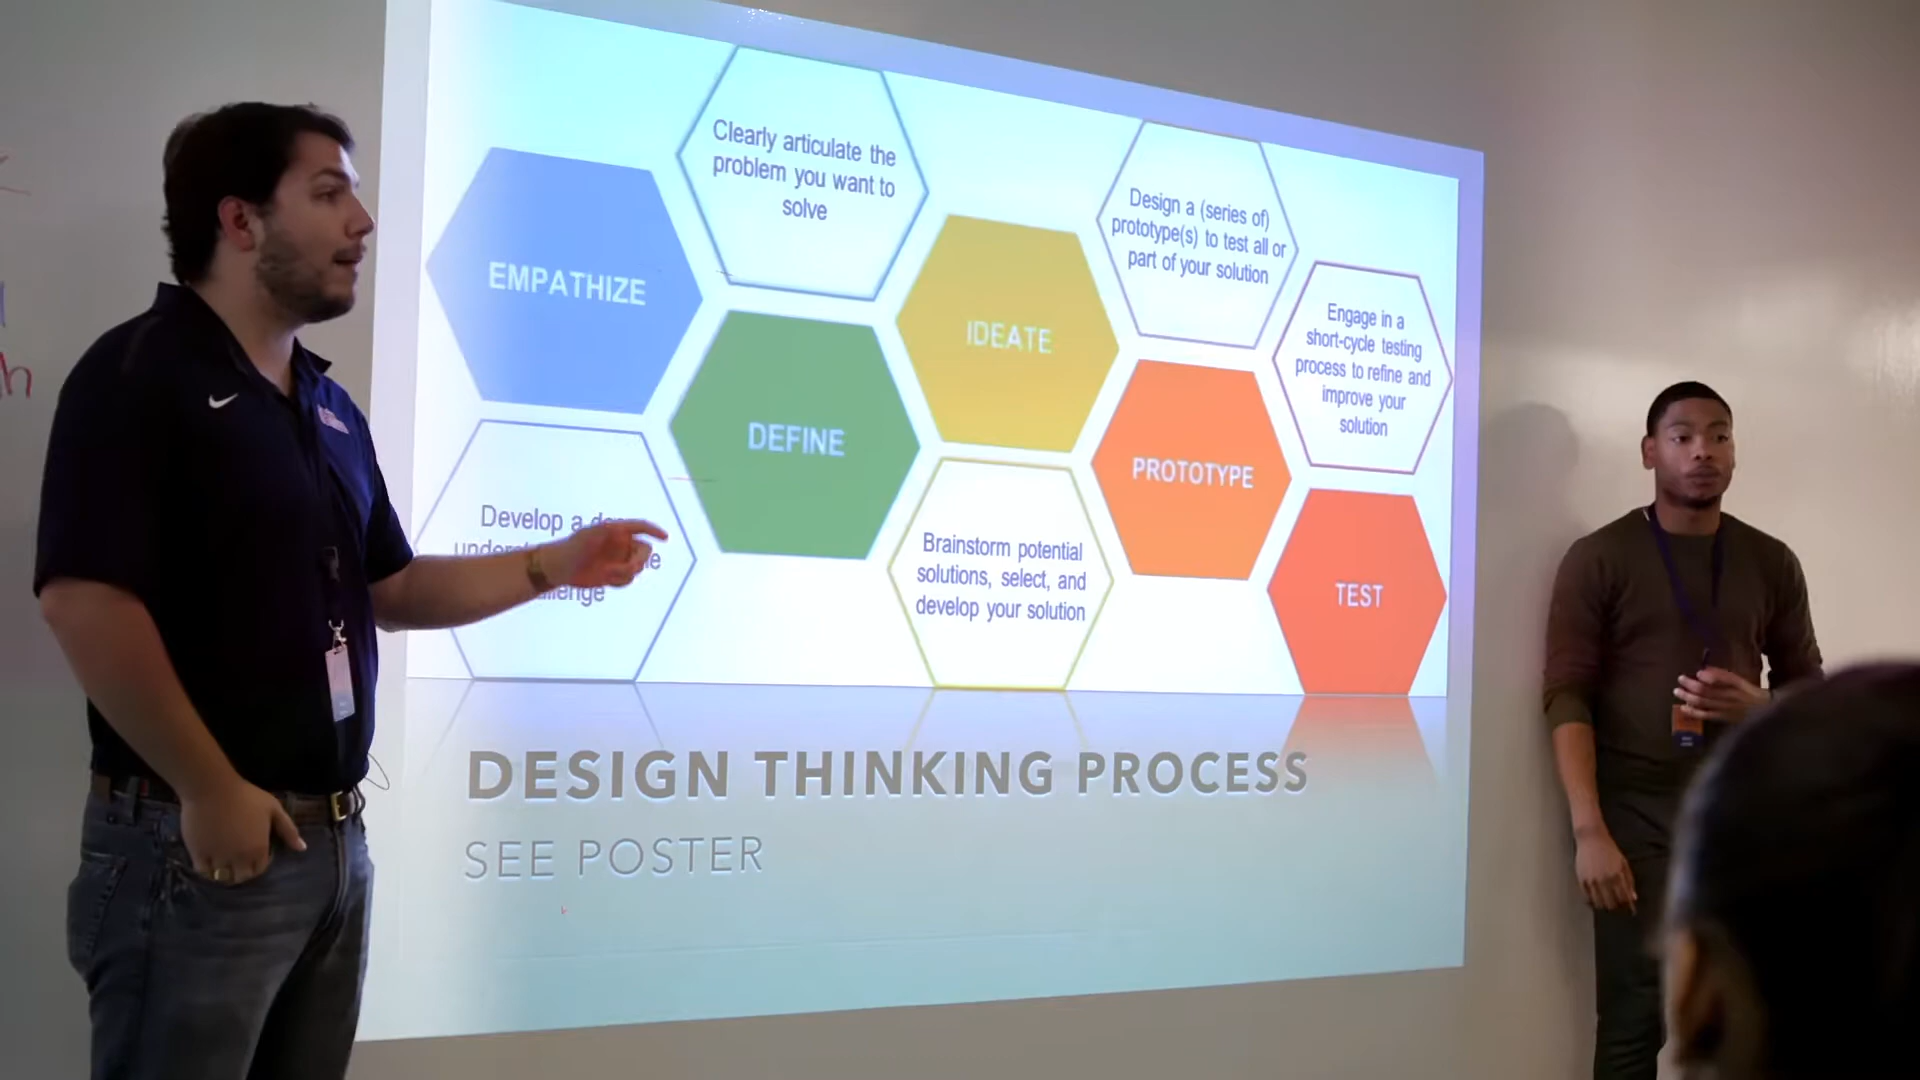 EMPATHIZE
Develop a
challenge
Clearly articulate the
problem you want to
solve
DEFINE
IDEATE
Brainstorm potential
solutions, select, and
develop your solution
Design a (series of)
prototype(s) to test all or
part of your solution
PROTOTYPE
Engage in a
short-cycle testing
process to refine and
improve your
solution
TEST
DESIGN THINKING PROCESS
SEE POSTER